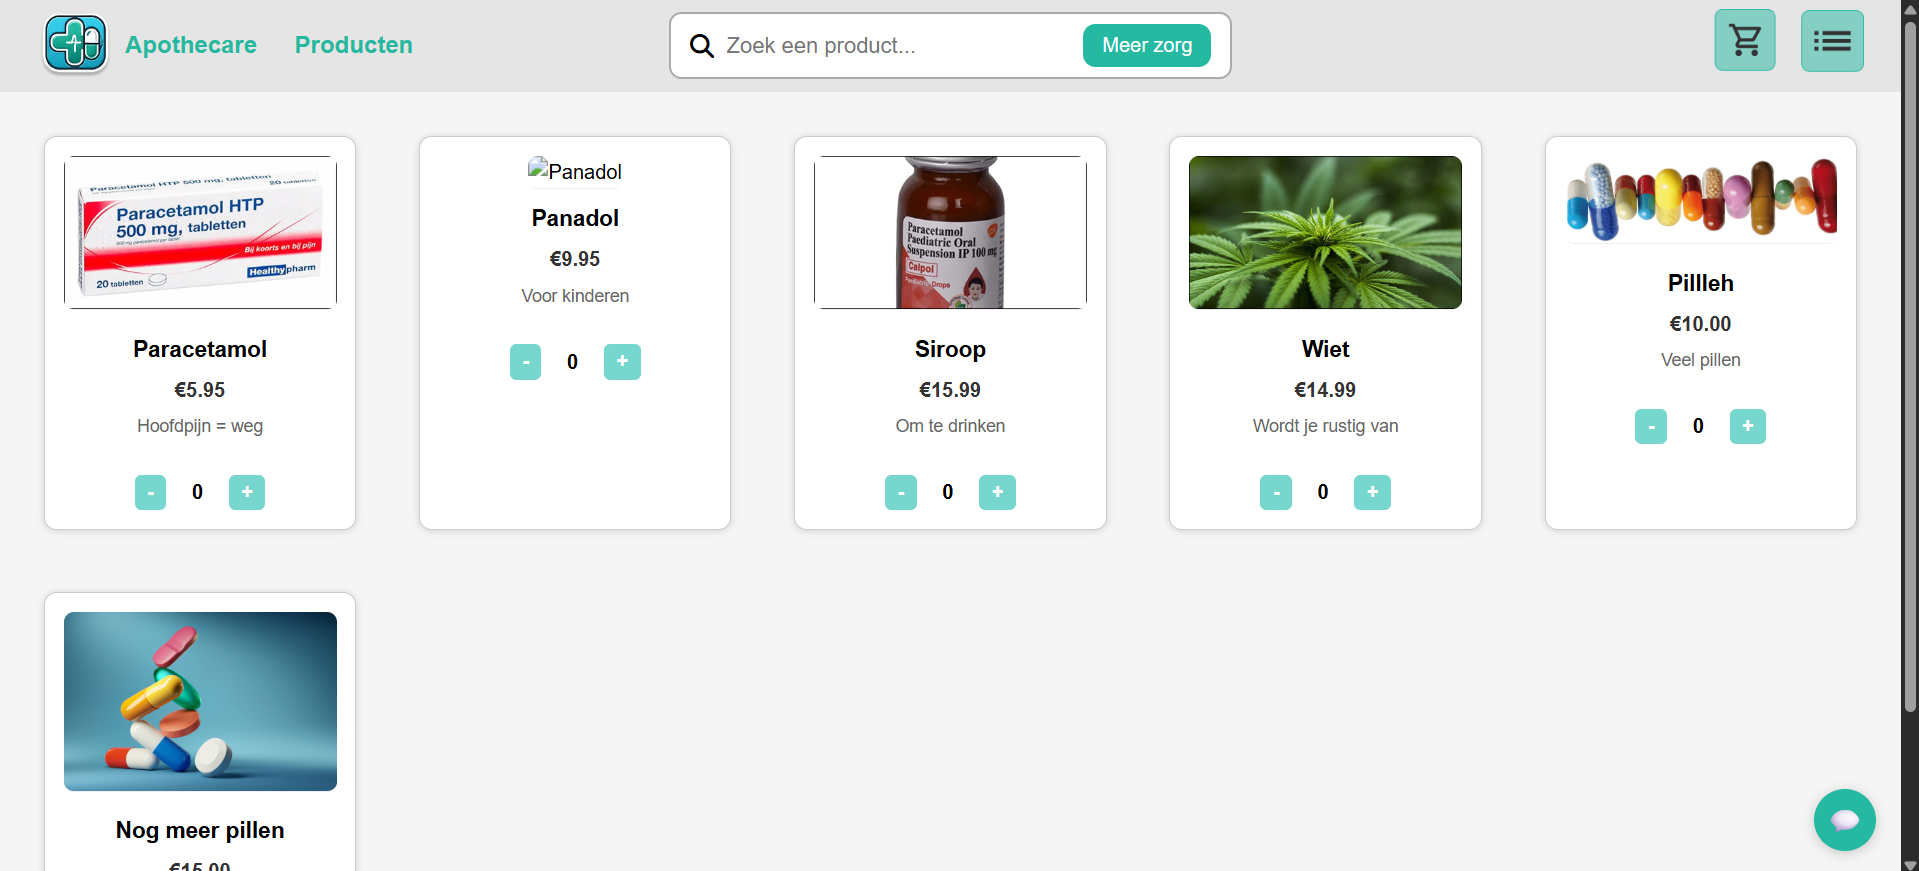 Apothecare
Producten
Zoek een product...
Meer zorg
Paracetamol HTP 500 mg, tabletten
20 tabletten
Paracetamol HTP
500 mg, tabletten
Bij koorts en bij pijn
Healthypharm
20 tabletten
Paracetamol
€5.95
Hoofdpijn = weg
- 0 +
Panadol
Panadol
€9.95
Voor kinderen
- 0 +
Paracetamol
Paediatric Oral
Suspension IP 100 mg
Calpol
Paediatric Drops
Siroop
€15.99
Om te drinken
- 0 +
Wiet
€14.99
Wordt je rustig van
- 0 +
Pillleh
€10.00
Veel pillen
- 0 +
Nog meer pillen
€15.00